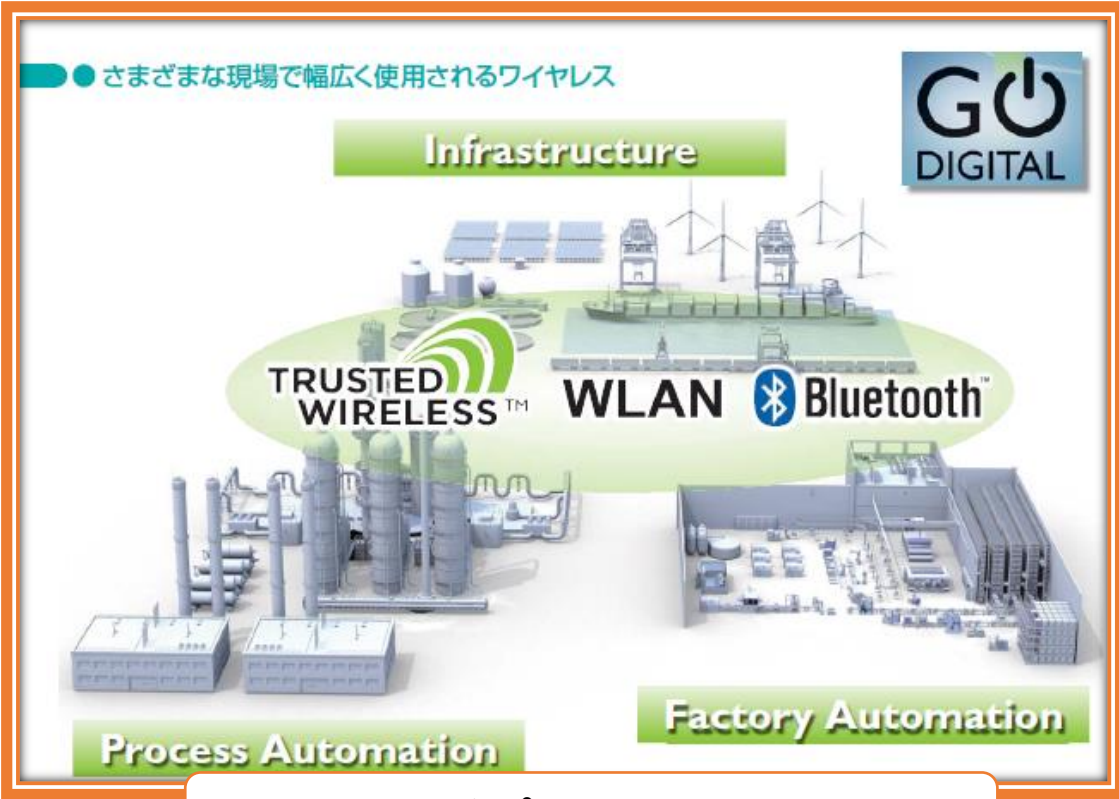 さまざまな現場で幅広く使用されるワイヤレス
GO
DIGITAL
Infrastructure
TRUSTED
WIRELESS™
WLAN
Bluetooth™
Factory Automation
Process Automation